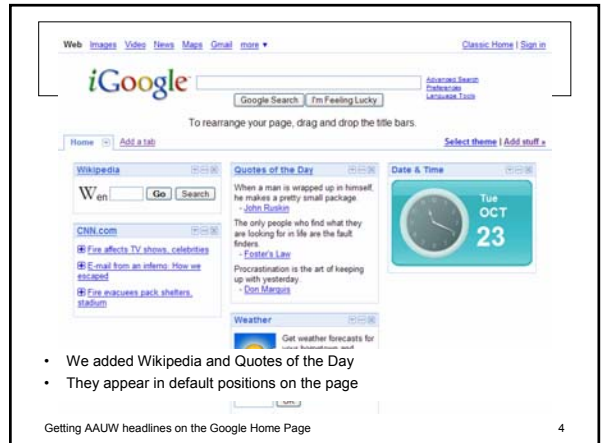 Web Images Video News Maps Gmail more ▼ Classic Home | Sign in
iGoogle
Advanced Search
Preferences
Language Tools
Google Search I'm Feeling Lucky
To rearrange your page, drag and drop the title bars.
Home Add a tab Select theme | Add stuff »
Wikipedia
W en Go Search
CNN.com
Fire affects TV shows, celebrities
E-mail from an inferno: How we
escaped
Fire evacuees pack shelters,
stadium
Quotes of the Day
When a man is wrapped up in himself,
he makes a pretty small package.
- John Ruskin
The only people who find what they
are looking for in life are the fault
finders.
- Foster's Law
Procrastination is the art of keeping
up with yesterday.
- Don Marquis
Weather
Get weather forecasts for
Date & Time
Tue
OCT
23
• We added Wikipedia and Quotes of the Day
• They appear in default positions on the page
Getting AAUW headlines on the Google Home Page 4